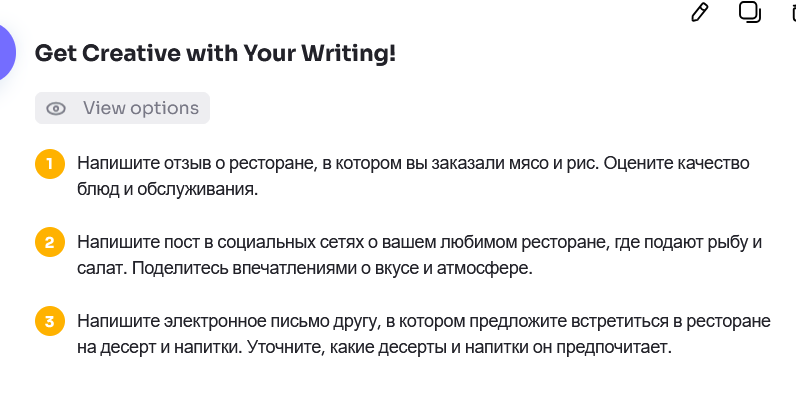 Get Creative with Your Writing!
View options
1 Напишите отзыв о ресторане, в котором вы заказали мясо и рис. Оцените качество
блюд и обслуживания.
2 Напишите пост в социальных сетях о вашем любимом ресторане, где подают рыбу и
салат. Поделитесь впечатлениями о вкусе и атмосфере.
3 Напишите электронное письмо другу, в котором предложите встретиться в ресторане
на десерт и напитки. Уточните, какие десерты и напитки он предпочитает.